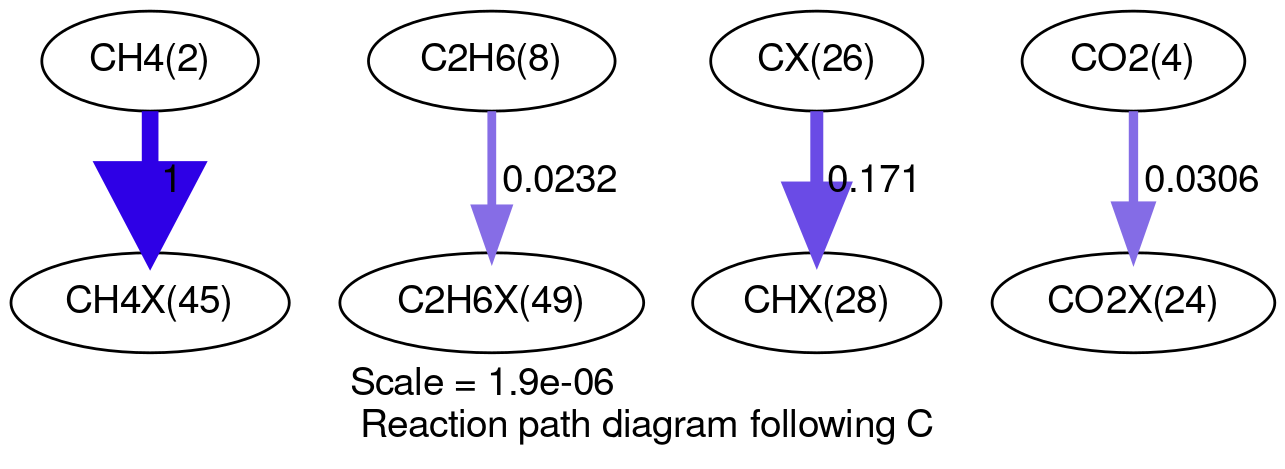 CH4(2) C2H6(8) CX(26) CO2(4)
1 0.0232 0.171 0.0306
CH4X(45) C2H6X(49) CHX(28) CO2X(24)
Scale = 1.9e-06
Reaction path diagram following C